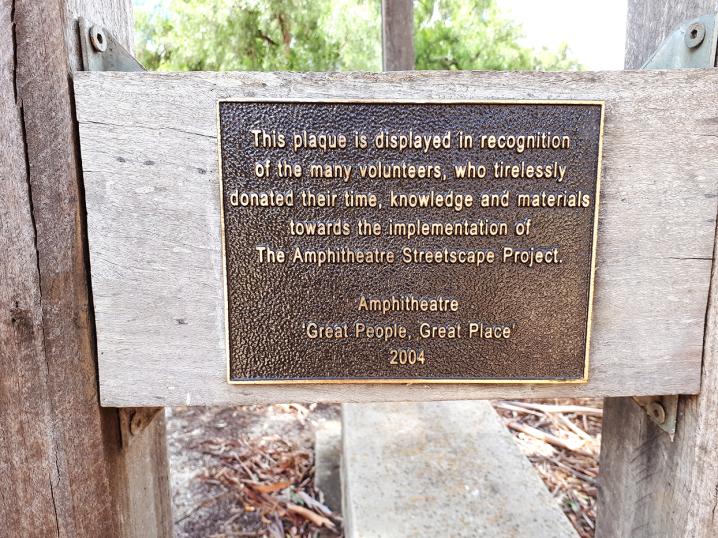 This plaque is displayed in recognition
of the many volunteers, who tirelessly
donated their time, knowledge and materials
towards the implementation of
The Amphitheatre Streetscape Project.
Amphitheatre
'Great People, Great Place'
2004